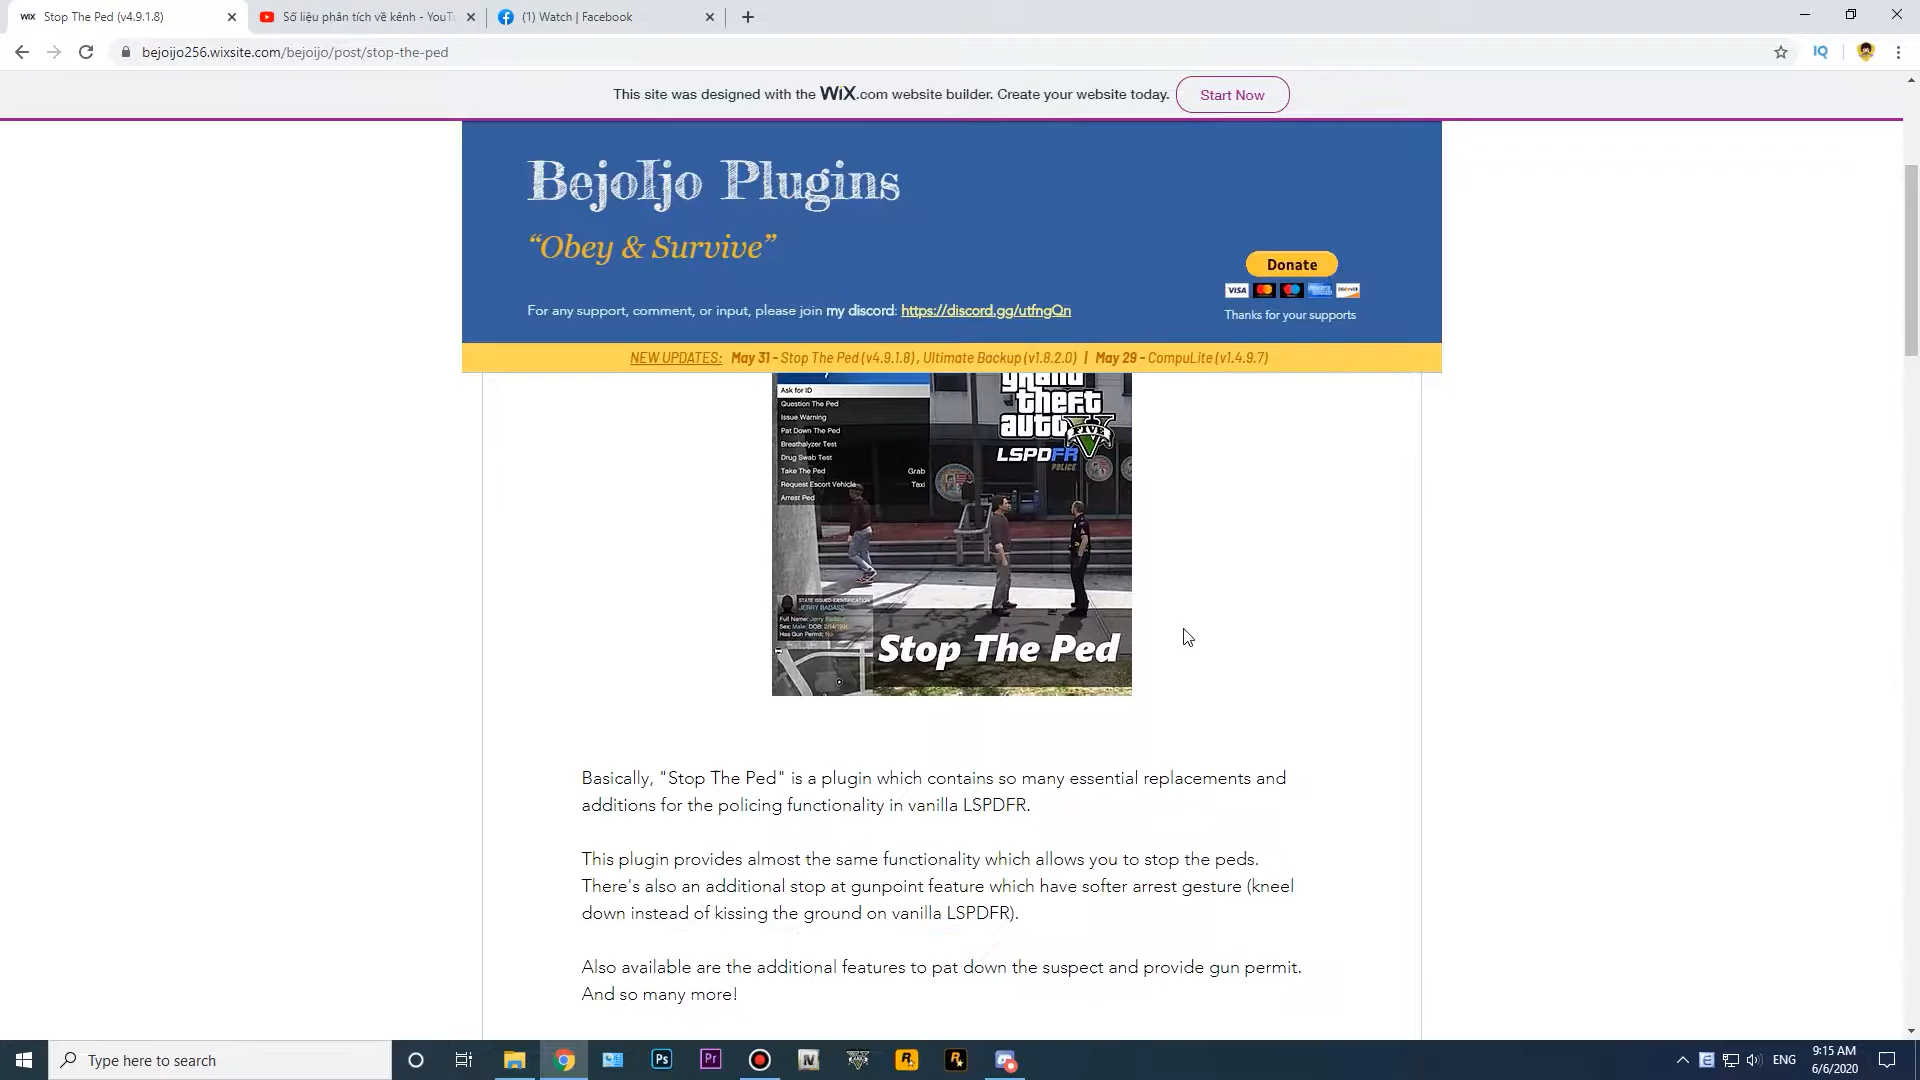 WIX Stop The Ped (v4.9.1.8)
Số liệu phân tích về kênh - YouT
(1) Watch | Facebook
bejoijo256.wixsite.com/bejoijo/post/stop-the-ped
IQ
This site was designed with the WiX.com website builder. Create your website today.
Start Now
BejoIjo Plugins
“Obey & Survive”
Donate
VISA
DISCOVER
For any support, comment, or input, please join my discord: https://discord.gg/utfngQn
Thanks for your supports
NEW UPDATES: May 31 - Stop The Ped (v4.9.1.8) , Ultimate Backup (v1.8.2.0) | May 29 - CompuLite (v1.4.9.7)
Ask for ID
Question The Ped
Issue Warning
Pat Down The Ped
Breathalyzer Test
Drug Swab Test
Take The Ped Grab
Request Escort Vehicle Taxi
Arrest Ped
grand
theft
auto
FIVE
LSPDFR
POLICE
STATE ISSUED IDENTIFICATION
JERRY BADASS
Full Name: Jerry Badass
Sex: Male DOB:
Has Gun Permit: No
Stop The Ped
Basically, "Stop The Ped" is a plugin which contains so many essential replacements and
additions for the policing functionality in vanilla LSPDFR.
This plugin provides almost the same functionality which allows you to stop the peds.
There's also an additional stop at gunpoint feature which have softer arrest gesture (kneel
down instead of kissing the ground on vanilla LSPDFR).
Also available are the additional features to pat down the suspect and provide gun permit.
And so many more!
Type here to search
Ps
Pr
IV
V
R
R
E
ENG
9:15 AM
6/6/2020